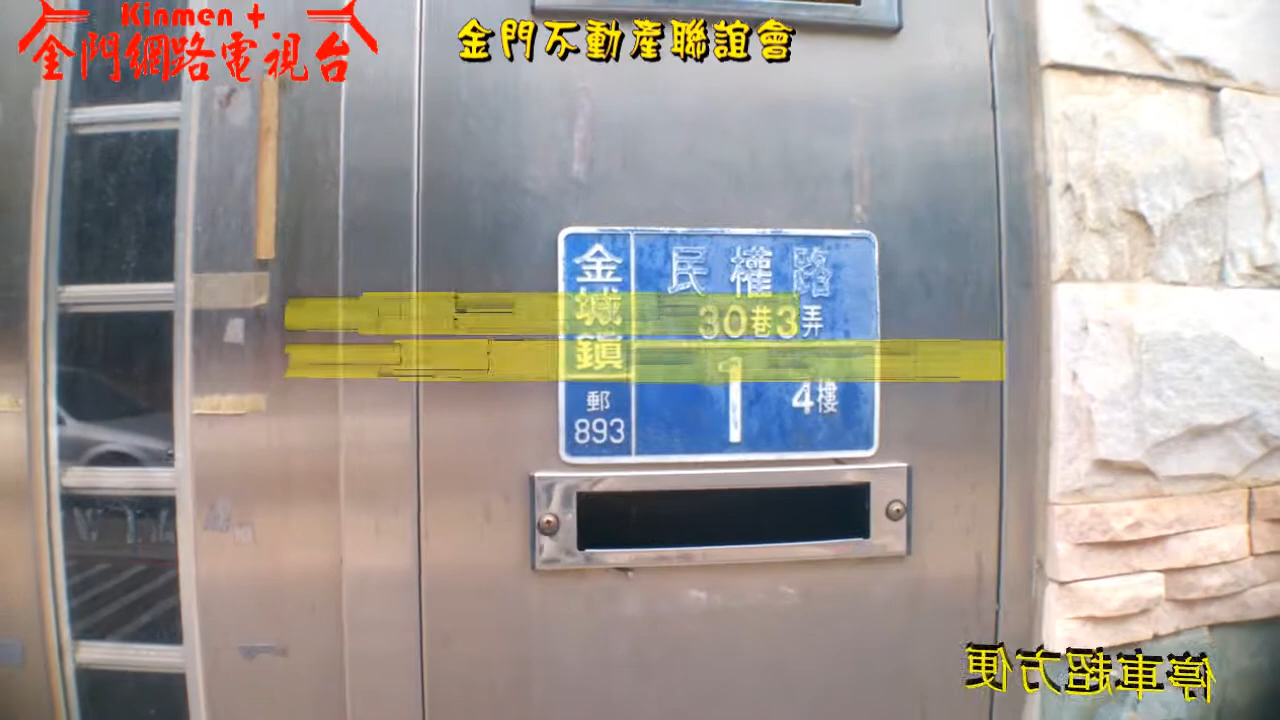 Kinmen +
金門網路電視台
金門不動產聯誼會
金城鎮
郵
893
民權路
30巷3弄
1
4樓
停車超方便